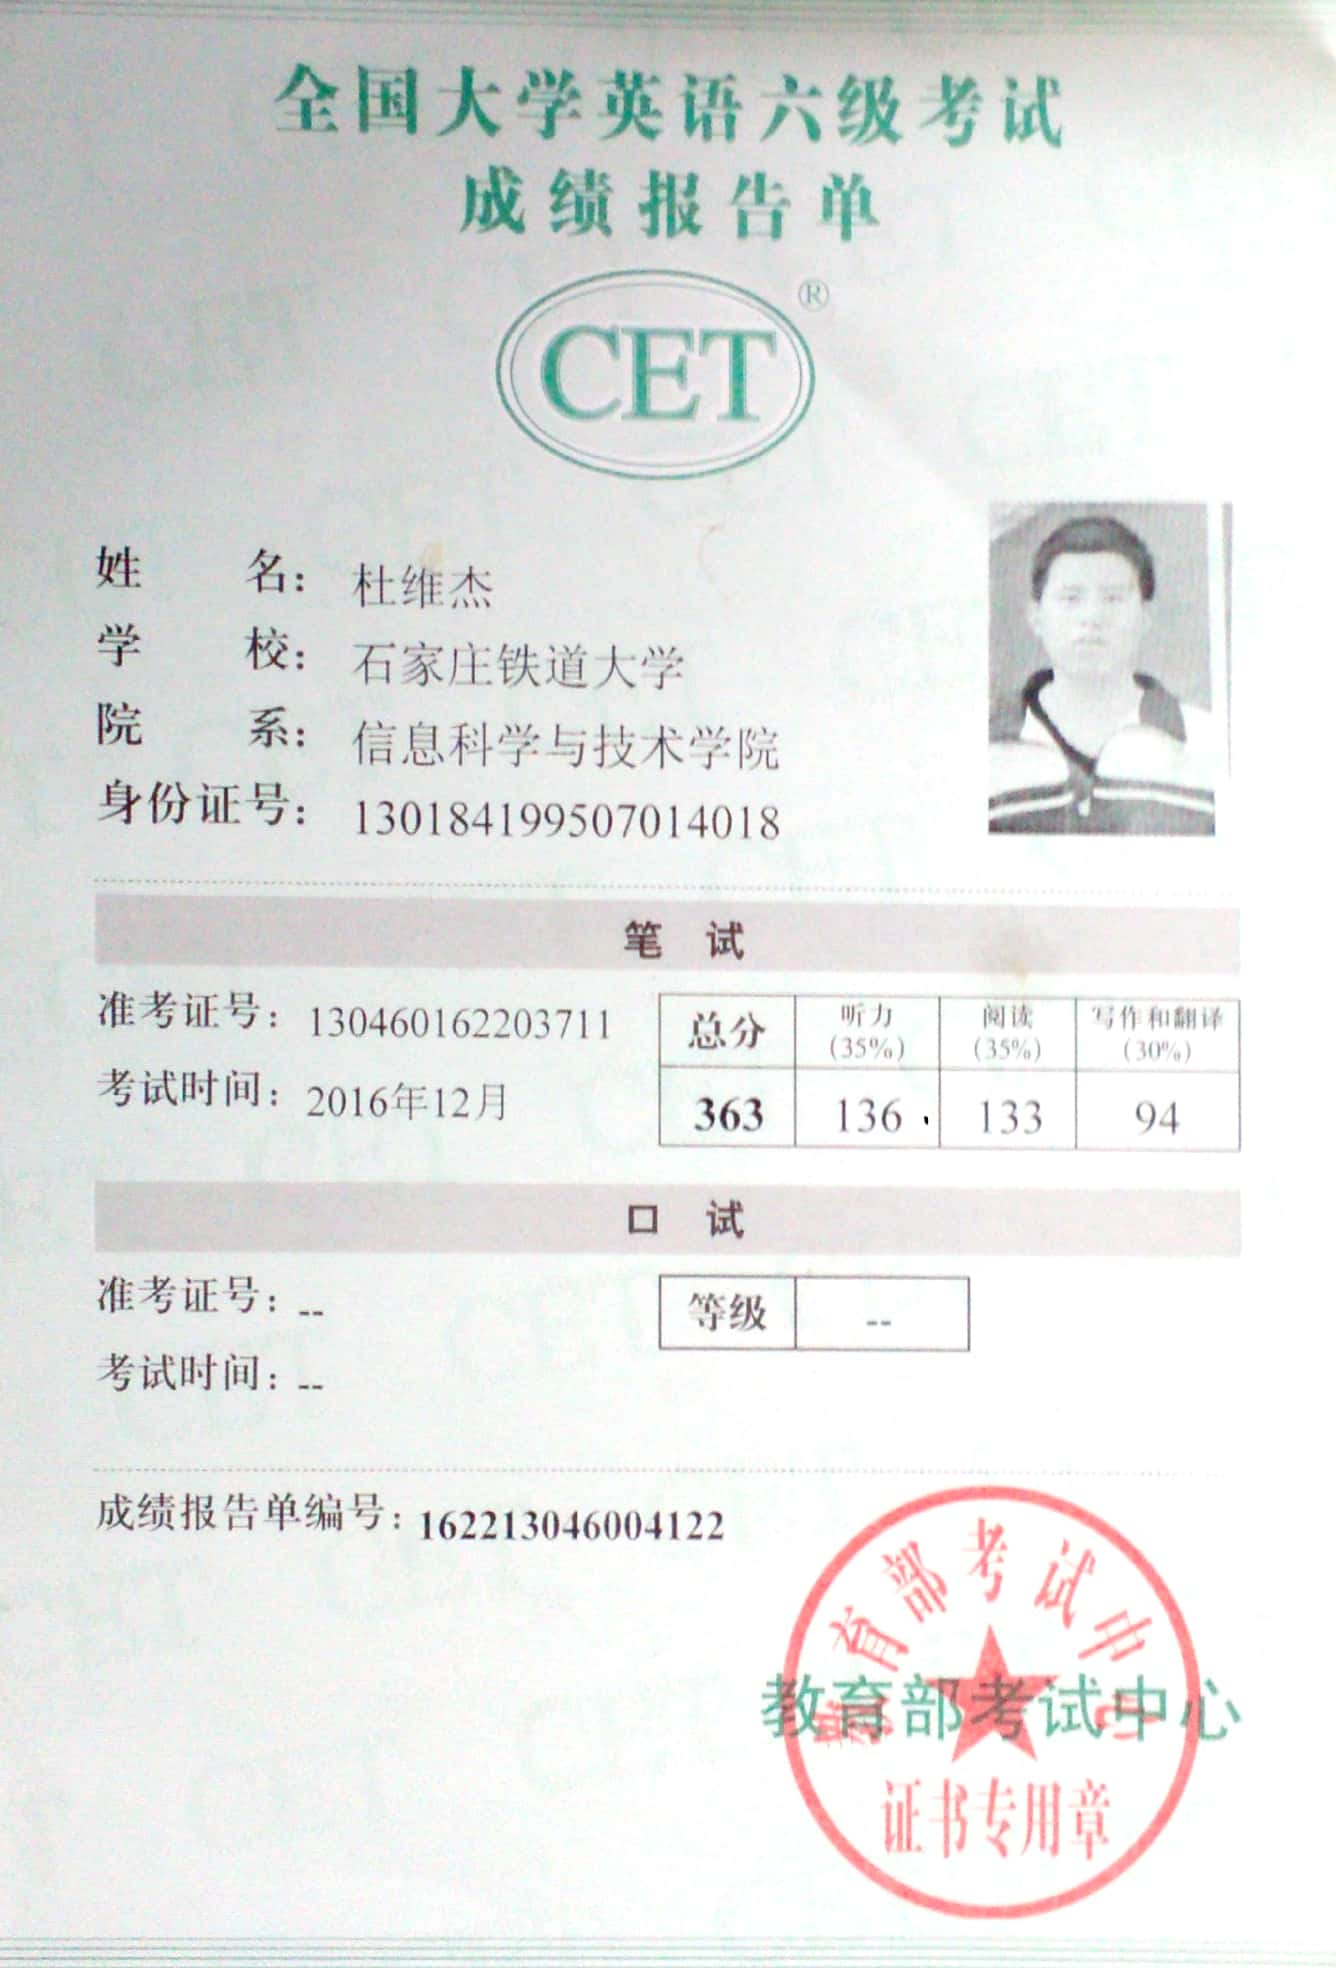 全国大学英语六级考试
成绩报告单
CET®
姓名：杜维杰
学校：石家庄铁道大学
院系：信息科学与技术学院
身份证号：130184199507014018
笔 试
准考证号：130460162203711
考试时间：2016年12月
总分 听力(35%) 阅读(35%) 写作和翻译(30%)
363 136 133 94
口 试
准考证号：--
考试时间：--
等级 --
成绩报告单编号：162213046004122
教育部考试中心
教育部考试中心
证书专用章